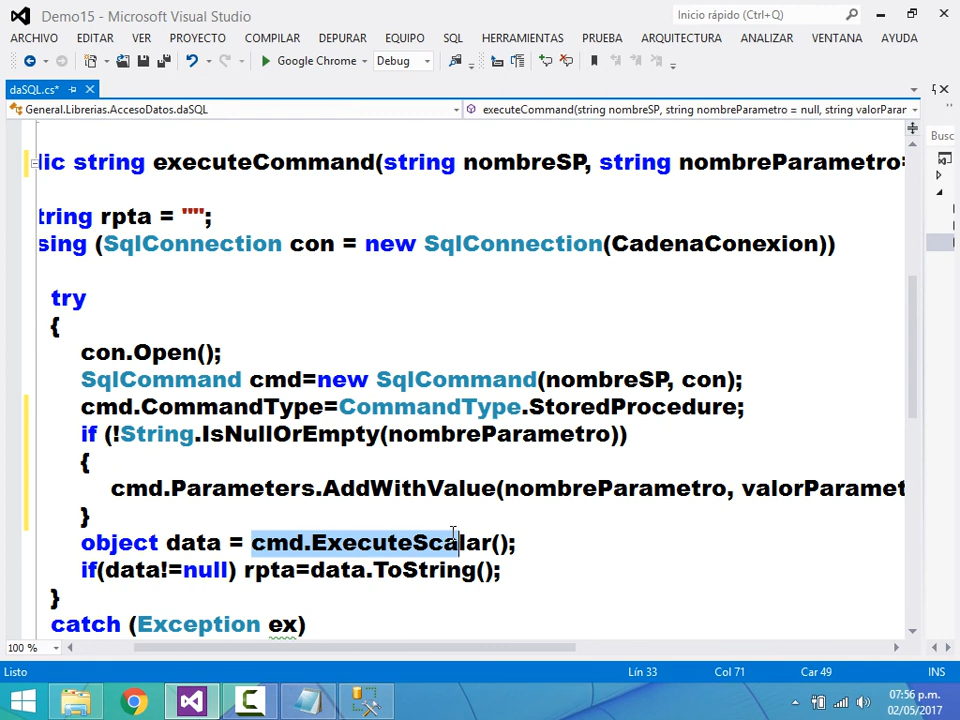 Demo15 - Microsoft Visual Studio
Inicio rápido (Ctrl+Q)
ARCHIVO EDITAR VER PROYECTO COMPILAR DEPURAR EQUIPO SQL HERRAMIENTAS PRUEBA ARQUITECTURA ANALIZAR VENTANA AYUDA
Google Chrome Debug
daSQL.cs*
General.Librerias.AccesoDatos.daSQL
executeCommand(string nombreSP, string nombreParametro = null, string valorParam
Busc
lic string executeCommand(string nombreSP, string nombreParametro=
tring rpta = "";
sing (SqlConnection con = new SqlConnection(CadenaConexion))
try
{
con.Open();
SqlCommand cmd=new SqlCommand(nombreSP, con);
cmd.CommandType=CommandType.StoredProcedure;
if (!String.IsNullOrEmpty(nombreParametro))
{
cmd.Parameters.AddWithValue(nombreParametro, valorParamet
}
object data = cmd.ExecuteScalar();
if(data!=null) rpta=data.ToString();
}
catch (Exception ex)
100 %
Listo Lín 33 Col 71 Car 49 INS
07:56 p.m.
02/05/2017